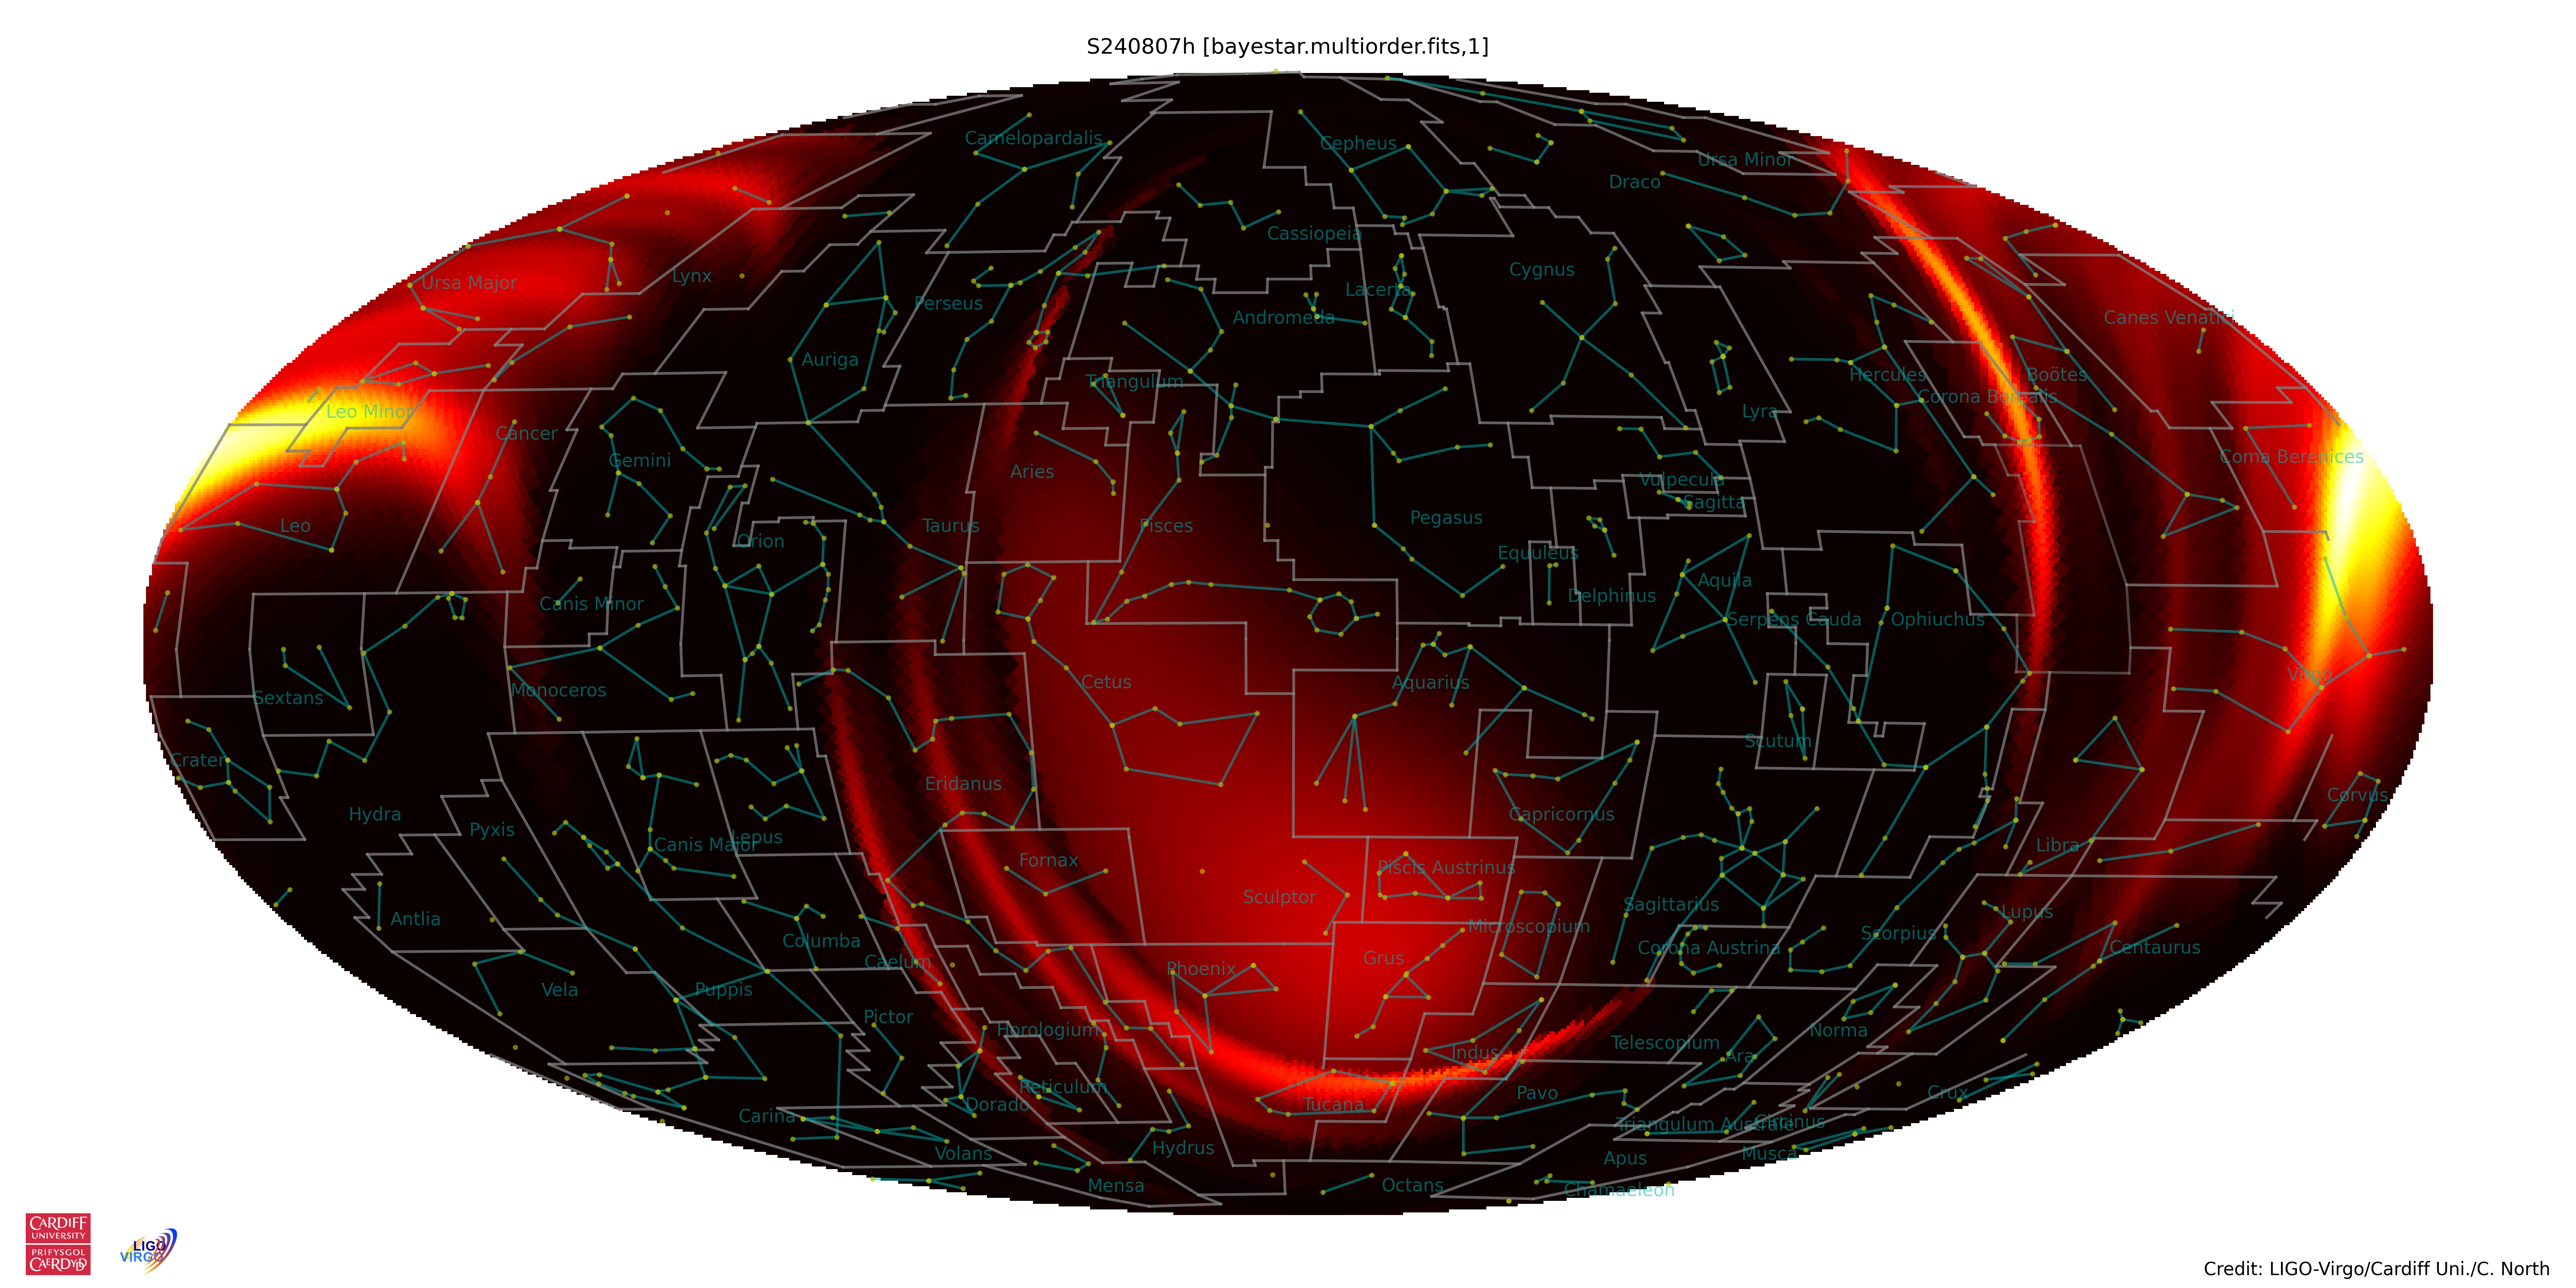 S240807h [bayestar.multiorder.fits,1]
Camelopardalis
Cepheus
Ursa Minor
Draco
Cassiopeia
Cygnus
Ursa Major
Lynx
Lacerta
Perseus
Andromeda
Canes Venatici
Auriga
Triangulum
Hercules
Boötes
Corona Borealis
Leo Minor
Lyra
Cancer
Gemini
Aries
Coma Berenices
Vulpecula
Sagitta
Leo
Orion
Taurus
Pisces
Pegasus
Equuleus
Canis Minor
Delphinus
Aquila
Serpens Cauda
Ophiuchus
Sextans
Monoceros
Cetus
Aquarius
Virgo
Scutum
Crater
Hydra
Eridanus
Capricornus
Corvus
Pyxis
Canis Major
Lepus
Libra
Fornax
Piscis Austrinus
Sculptor
Antlia
Sagittarius
Lupus
Columba
Microscopium
Scorpius
Corona Austrina
Centaurus
Caelum
Phoenix
Grus
Vela
Puppis
Pictor
Horologium
Indus
Telescopium
Norma
Ara
Reticulum
Dorado
Pavo
Crux
Carina
Tucana
Triangulum Australe
Circinus
Volans
Hydrus
Apus
Musca
Mensa
Octans
Chamaeleon
CARDIFF
UNIVERSITY
PRIFYSGOL
CAERDYDD
LIGO
VIRGO
Credit: LIGO-Virgo/Cardiff Uni./C. North